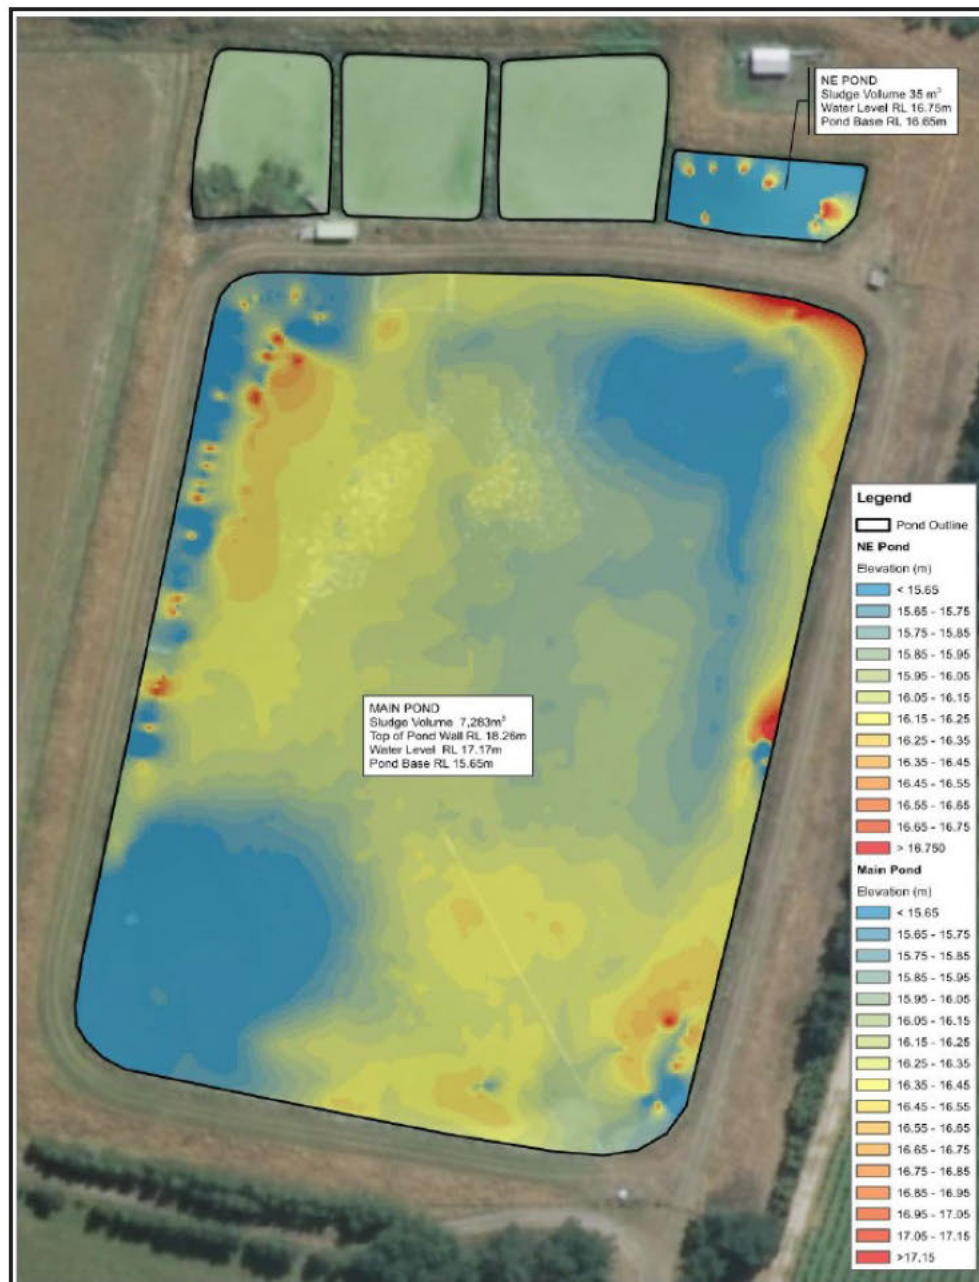 NE POND
Sludge Volume 35 m³
Water Level RL 16.75m
Pond Base RL 16.65m
MAIN POND
Sludge Volume 7,283m³
Top of Pond Wall RL 18.26m
Water Level RL 17.17m
Pond Base RL 15.65m
Legend
Pond Outline
NE Pond
Elevation (m)
< 15.65
15.65 - 15.75
15.75 - 15.85
15.85 - 15.95
15.95 - 16.05
16.05 - 16.15
16.15 - 16.25
16.25 - 16.35
16.35 - 16.45
16.45 - 16.55
16.55 - 16.65
16.65 - 16.75
> 16.750
Main Pond
Elevation (m)
< 15.65
15.65 - 15.75
15.75 - 15.85
15.85 - 15.95
15.95 - 16.05
16.05 - 16.15
16.15 - 16.25
16.25 - 16.35
16.35 - 16.45
16.45 - 16.55
16.55 - 16.65
16.65 - 16.75
16.75 - 16.85
16.85 - 16.95
16.95 - 17.05
17.05 - 17.15
>17.15